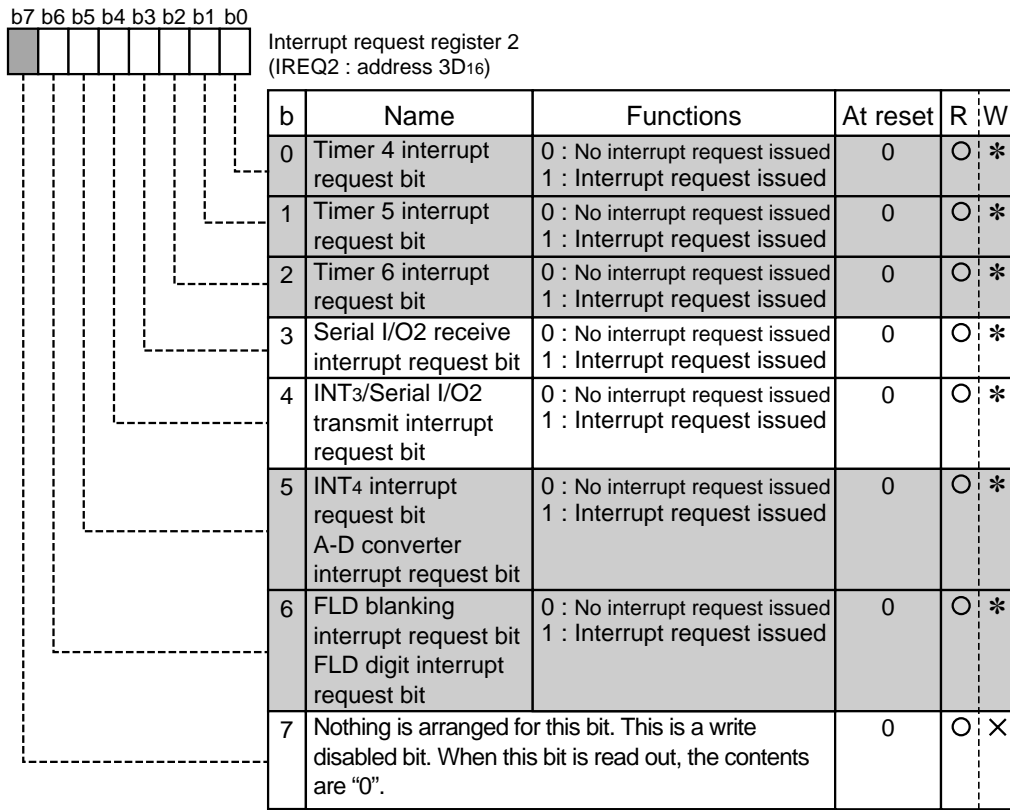 b7 b6 b5 b4 b3 b2 b1 b0
Interrupt request register 2
(IREQ2 : address 3D16)
b Name Functions At reset R W
0 Timer 4 interrupt 0 : No interrupt request issued 0 O ✻
request bit 1 : Interrupt request issued
1 Timer 5 interrupt 0 : No interrupt request issued 0 O ✻
request bit 1 : Interrupt request issued
2 Timer 6 interrupt 0 : No interrupt request issued 0 O ✻
request bit 1 : Interrupt request issued
3 Serial I/O2 receive 0 : No interrupt request issued 0 O ✻
interrupt request bit 1 : Interrupt request issued
4 INT3/Serial I/O2 0 : No interrupt request issued 0 O ✻
transmit interrupt 1 : Interrupt request issued
request bit
5 INT4 interrupt 0 : No interrupt request issued 0 O ✻
request bit 1 : Interrupt request issued
A-D converter
interrupt request bit
6 FLD blanking 0 : No interrupt request issued 0 O ✻
interrupt request bit 1 : Interrupt request issued
FLD digit interrupt
request bit
7 Nothing is arranged for this bit. This is a write 0 O ×
disabled bit. When this bit is read out, the contents
are “0”.